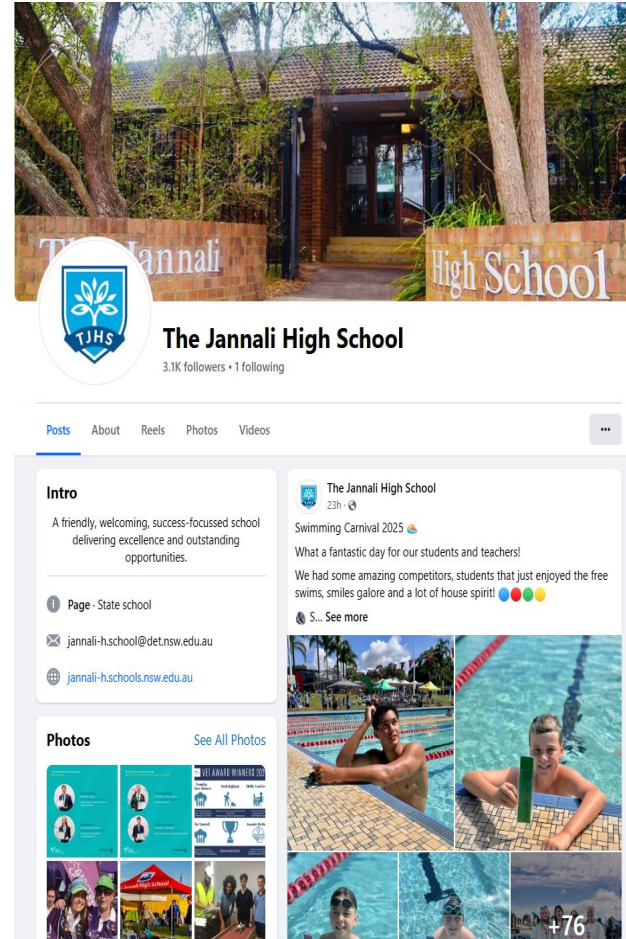 The Jannali
High School
TJHS
The Jannali High School
3.1K followers • 1 following
Posts About Reels Photos Videos
Intro
A friendly, welcoming, success-focussed school
delivering excellence and outstanding
opportunities.
Page · State school
jannali-h.school@det.nsw.edu.au
jannali-h.schools.nsw.edu.au
Photos
See All Photos
VET AWARD WINNERS 202
Jannali High School
The Jannali High School
23h ·
Swimming Carnival 2025
What a fantastic day for our students and teachers!
We had some amazing competitors, students that just enjoyed the free
swims, smiles galore and a lot of house spirit!
S... See more
+76